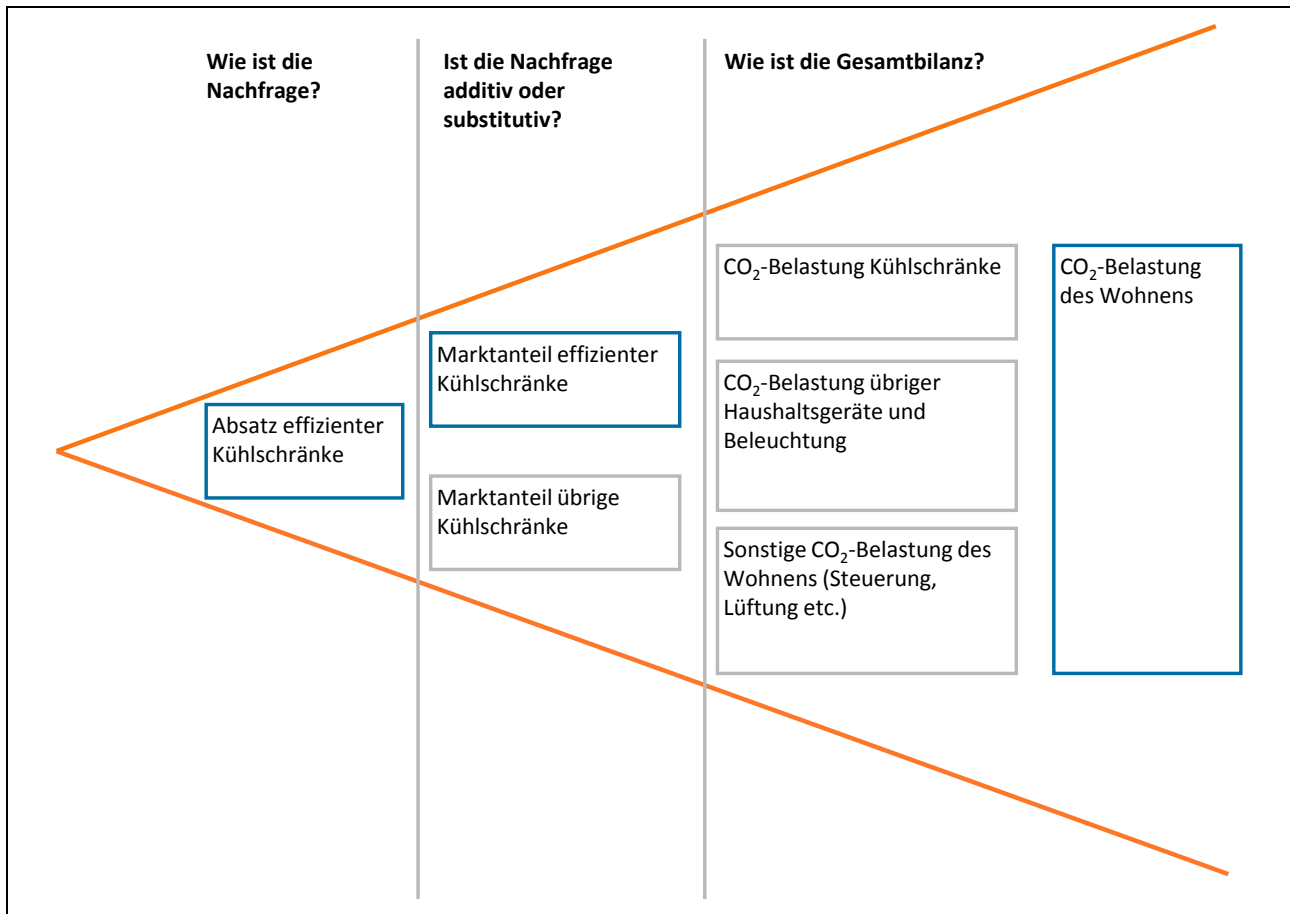 Wie ist die
Nachfrage?
Ist die Nachfrage
additiv oder
substitutiv?
Wie ist die Gesamtbilanz?
Absatz effizienter
Kühlschränke
Marktanteil effizienter
Kühlschränke
Marktanteil übrige
Kühlschränke
CO₂-Belastung Kühlschränke
CO₂-Belastung übriger
Haushaltsgeräte und
Beleuchtung
Sonstige CO₂-Belastung des
Wohnens (Steuerung,
Lüftung etc.)
CO₂-Belastung
des Wohnens